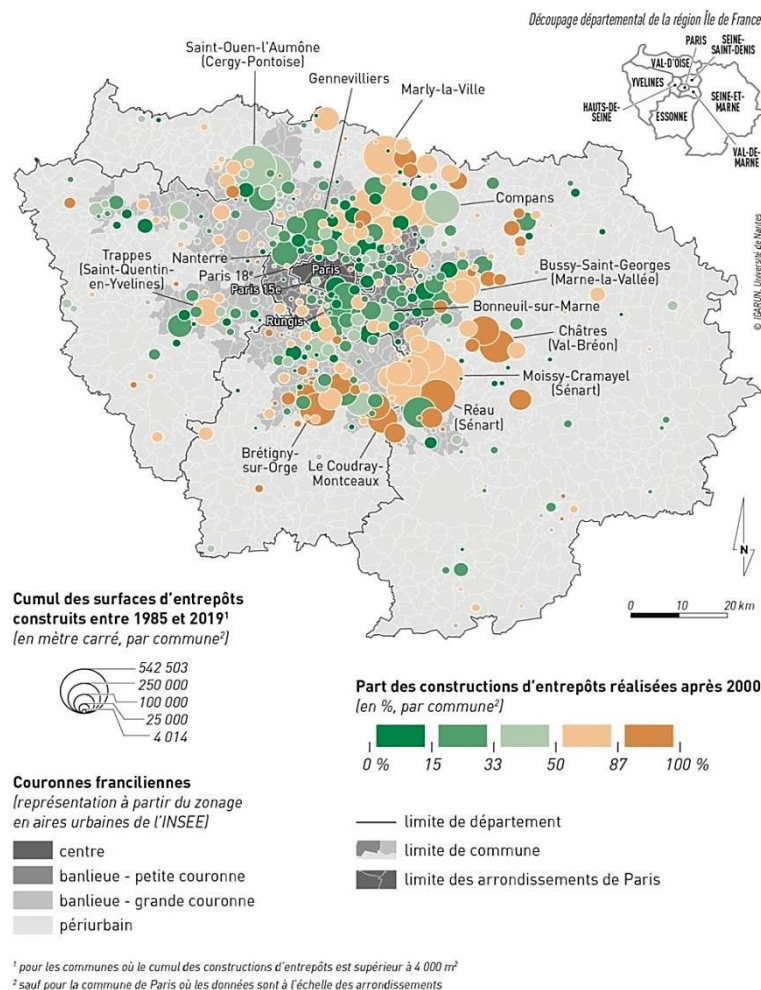 Découpage départemental de la région Île de France
PARIS
SEINE-
SAINT-DENIS
VAL-D'OISE
YVELINES
SEINE-ET-
MARNE
HAUTS-DE-
SEINE
ESSONNE
VAL-DE-
MARNE
Saint-Ouen-l'Aumône
(Cergy-Pontoise)
Gennevilliers
Marly-la-Ville
Compans
Trappes
(Saint-Quentin-
en-Yvelines)
Nanterre
Paris 18e
Paris
Paris 15e
Rungis
Bussy-Saint-Georges
(Marne-la-Vallée)
Bonneuil-sur-Marne
Châtres
(Val-Bréon)
Moissy-Cramayel
(Sénart)
Réau
(Sénart)
Brétigny-
sur-Orge
Le Coudray-
Montceaux
© IGARUN, Université de Nantes
N
0 10 20 km
Cumul des surfaces d'entrepôts
construits entre 1985 et 2019¹
(en mètre carré, par commune²)
542 503
250 000
100 000
25 000
4 014
Part des constructions d'entrepôts réalisées après 2000
(en %, par commune²)
0 % 15 33 50 87 100 %
Couronnes franciliennes
(représentation à partir du zonage
en aires urbaines de l'INSEE)
centre
banlieue - petite couronne
banlieue - grande couronne
périurbain
limite de département
limite de commune
limite des arrondissements de Paris
¹ pour les communes où le cumul des constructions d'entrepôts est supérieur à 4 000 m²
² sauf pour la commune de Paris où les données sont à l'échelle des arrondissements